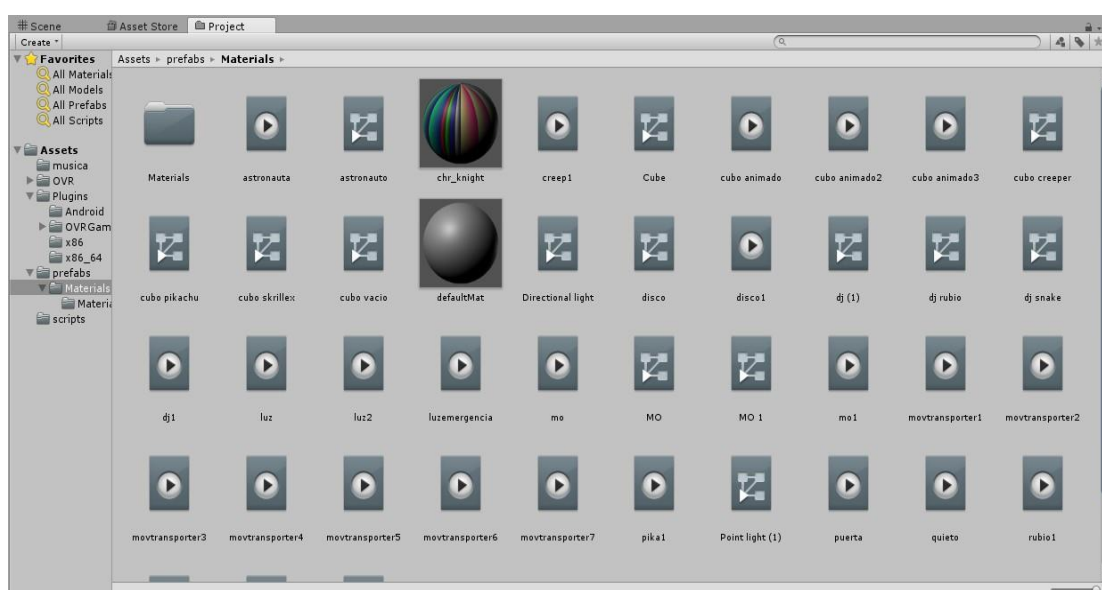 Scene
Asset Store
Project
Create
Favorites
All Materials
All Models
All Prefabs
All Scripts
Assets
musica
OVR
Plugins
Android
OVRGam
x86
x86_64
prefabs
Materials
Materia
scripts
Assets prefabs Materials
Materials astronauta astronauto chr_knight creep1 Cube cubo animado cubo animado2 cubo animado3 cubo creeper
cubo pikachu cubo skrillex cubo vacio defaultMat Directional light disco disco1 dj (1) dj rubio dj snake
dj1 luz luz2 luzemergencia mo MO MO 1 mo1 movtransporter1 movtransporter2
movtransporter3 movtransporter4 movtransporter5 movtransporter6 movtransporter7 pika1 Point light (1) puerta quieto rubio1